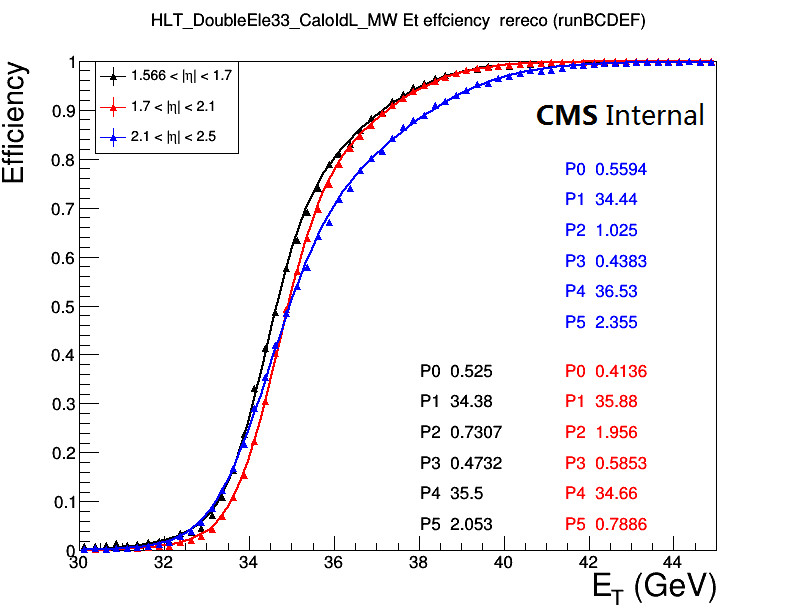 HLT_DoubleEle33_CaloIdL_MW Et effciency rereco (runBCDEF)
Efficiency
1
0.9
0.8
0.7
0.6
0.5
0.4
0.3
0.2
0.1
0
1.566 < |η| < 1.7
1.7 < |η| < 2.1
2.1 < |η| < 2.5
CMS Internal
P0 0.5594
P1 34.44
P2 1.025
P3 0.4383
P4 36.53
P5 2.355
P0 0.525
P1 34.38
P2 0.7307
P3 0.4732
P4 35.5
P5 2.053
P0 0.4136
P1 35.88
P2 1.956
P3 0.5853
P4 34.66
P5 0.7886
30 32 34 36 38 40 42 44
E_T (GeV)